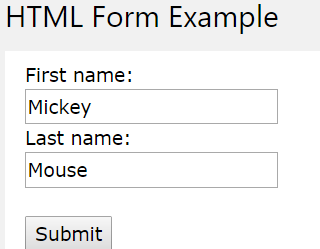 HTML Form Example
First name:
Mickey
Last name:
Mouse
Submit